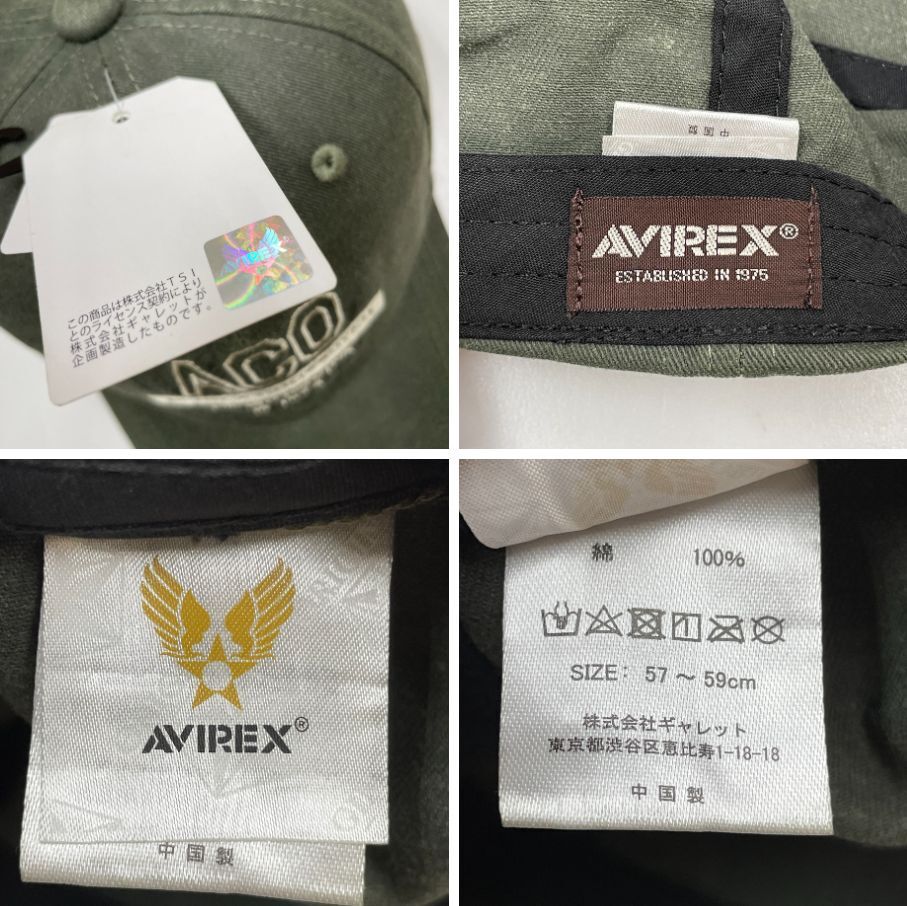 この商品は株式会社TSI
とのライセンス契約により
株式会社ギャレットが
企画製造したものです。
ACO
中国製
AVIREX®
ESTABLISHED IN 1975
AVIREX®
中国製
綿 100%
SIZE: 57 ～ 59cm
株式会社ギャレット
東京都渋谷区恵比寿1-18-18
中国製